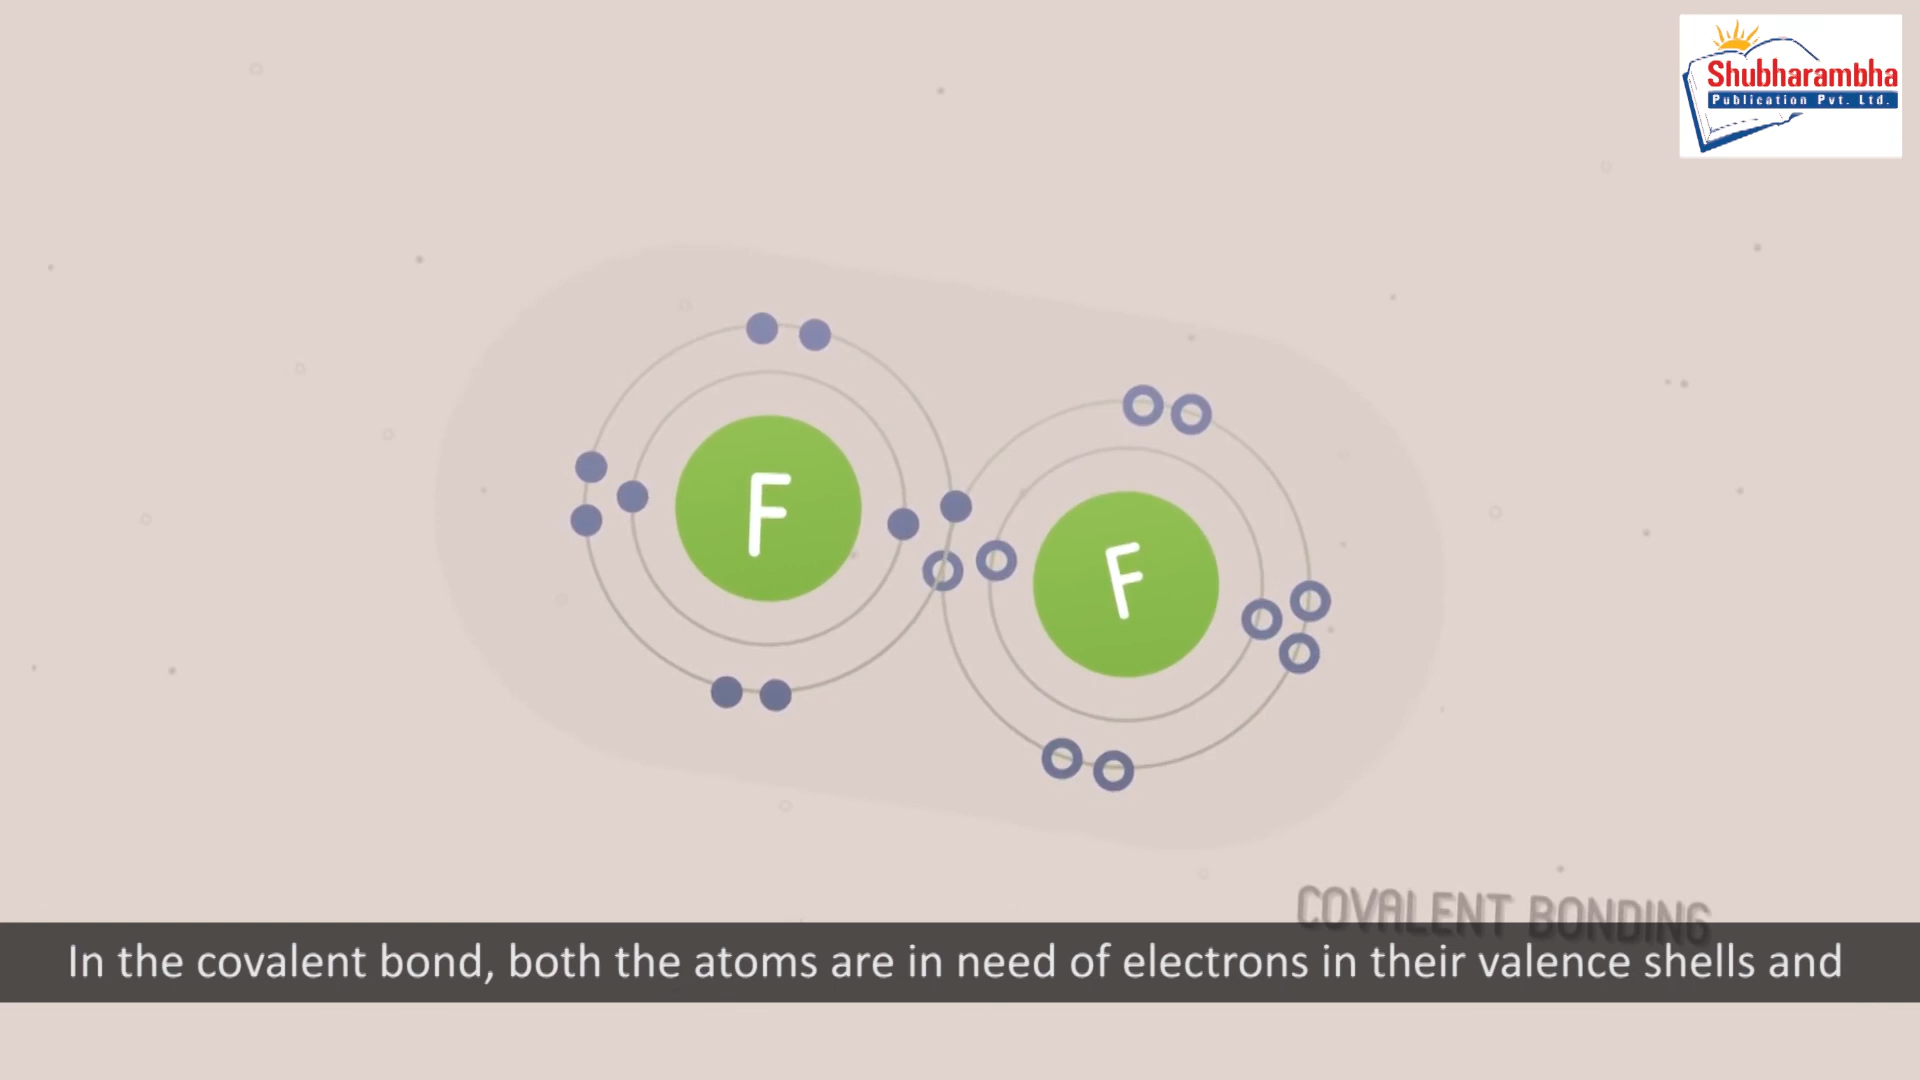 Shubharambha
Publication Pvt. Ltd.
F
F
COVALENT BONDING
In the covalent bond, both the atoms are in need of electrons in their valence shells and